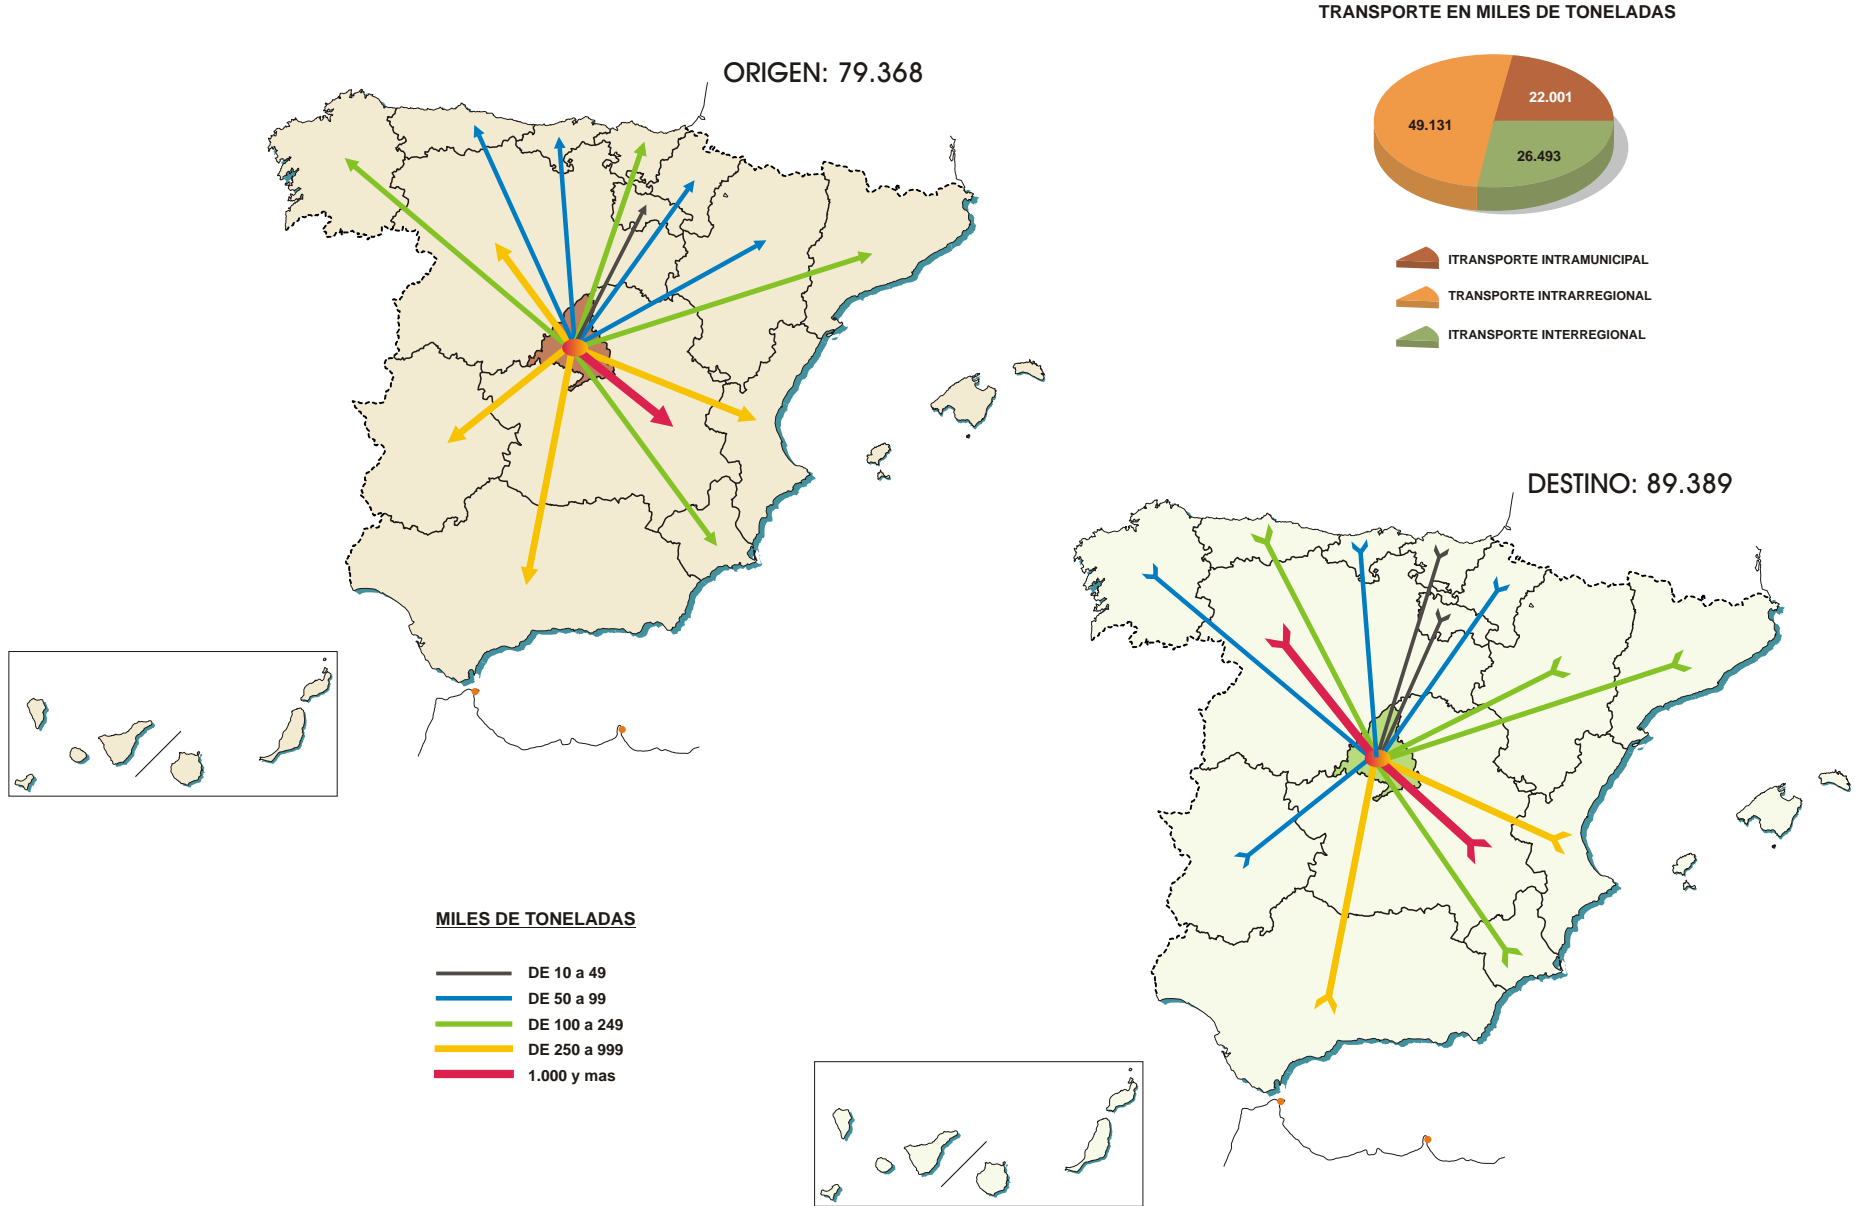 TRANSPORTE EN MILES DE TONELADAS
ORIGEN: 79.368
22.001
49.131
26.493
ITRANSPORTE INTRAMUNICIPAL
TRANSPORTE INTRARREGIONAL
ITRANSPORTE INTERREGIONAL
DESTINO: 89.389
MILES DE TONELADAS
DE 10 a 49
DE 50 a 99
DE 100 a 249
DE 250 a 999
1.000 y mas